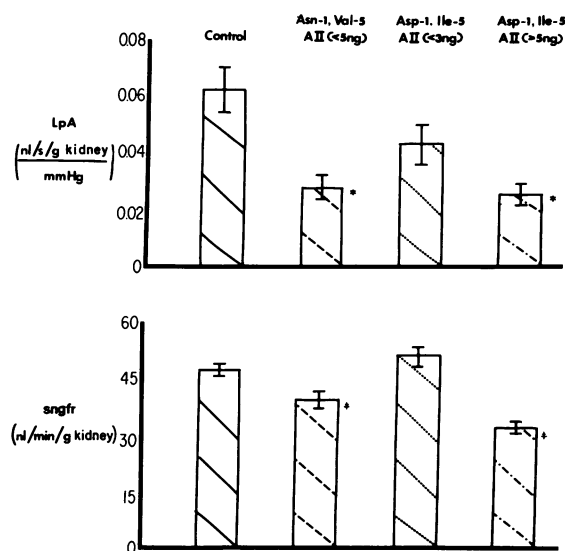 Control
Asn-1, Val-5
AII (<5ng)
Asp-1, Ile-5
AII (<3ng)
Asp-1, Ile-5
AII (>5ng)
0.08
0.06
0.04
0.02
0
LpA
(nl/s/g kidney
mmHg)
*
*
60
45
30
15
0
sngfr
(nl/min/g kidney)
‡
‡